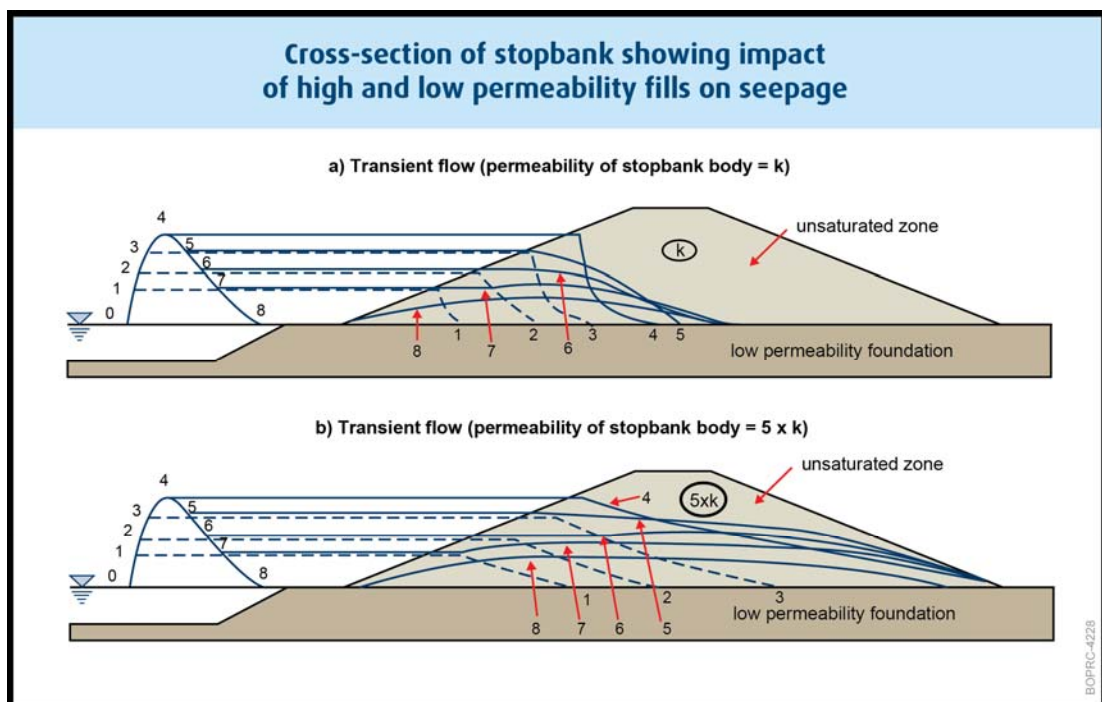 Cross-section of stopbank showing impact
of high and low permeability fills on seepage
a) Transient flow (permeability of stopbank body = k)
4
3 5
2 6
1 7
0 8
k
unsaturated zone
8 1 7 2 6 3 4 5
low permeability foundation
b) Transient flow (permeability of stopbank body = 5 x k)
4
3 5
2 6
1 7
0 8
4
5xk
unsaturated zone
8 7 1 6 2 5 3
low permeability foundation
BOPRC-4228